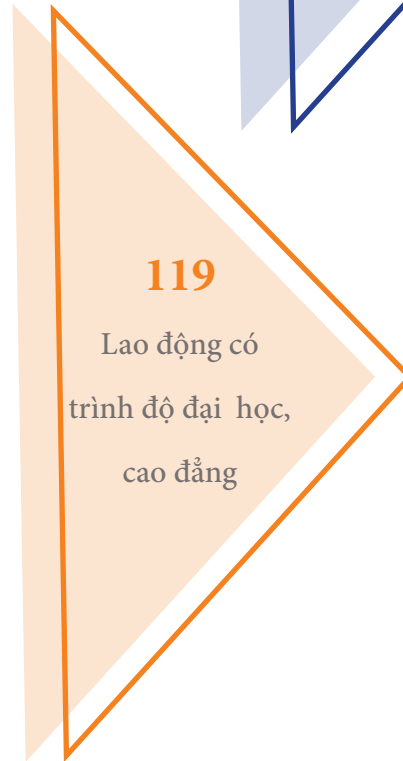 119
Lao động có
trình độ đại học,
cao đẳng